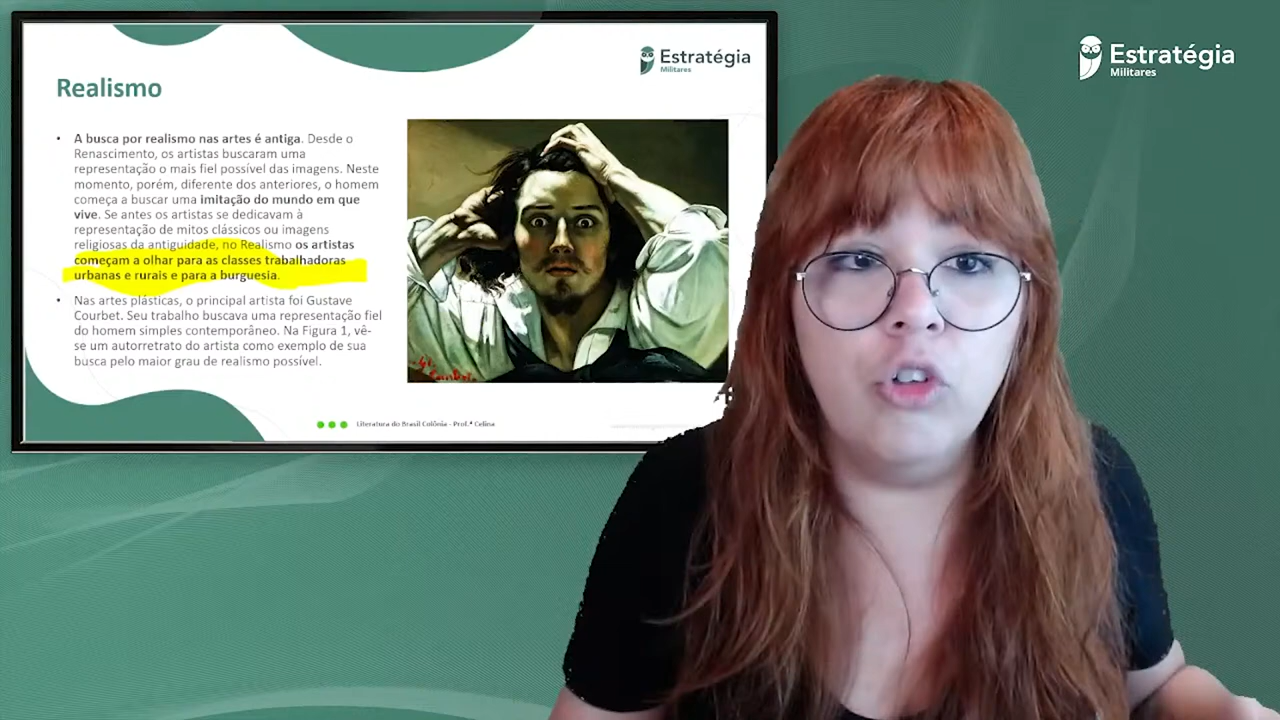 Estratégia
Militares
Realismo
• A busca por realismo nas artes é antiga. Desde o
Renascimento, os artistas buscaram uma
representação o mais fiel possível das imagens. Neste
momento, porém, diferente dos anteriores, o homem
começa a buscar uma imitação do mundo em que
vive. Se antes os artistas se dedicavam à
representação de mitos clássicos ou imagens
religiosas da antiguidade, no Realismo os artistas
começam a olhar para as classes trabalhadoras
urbanas e rurais e para a burguesia.
• Nas artes plásticas, o principal artista foi Gustave
Courbet. Seu trabalho buscava uma representação fiel
do homem simples contemporâneo. Na Figura 1, vê-
se um autorretrato do artista como exemplo de sua
busca pelo maior grau de realismo possível.
Literatura do Brasil Colônia - Prof.ª Celina
Estratégia
Militares